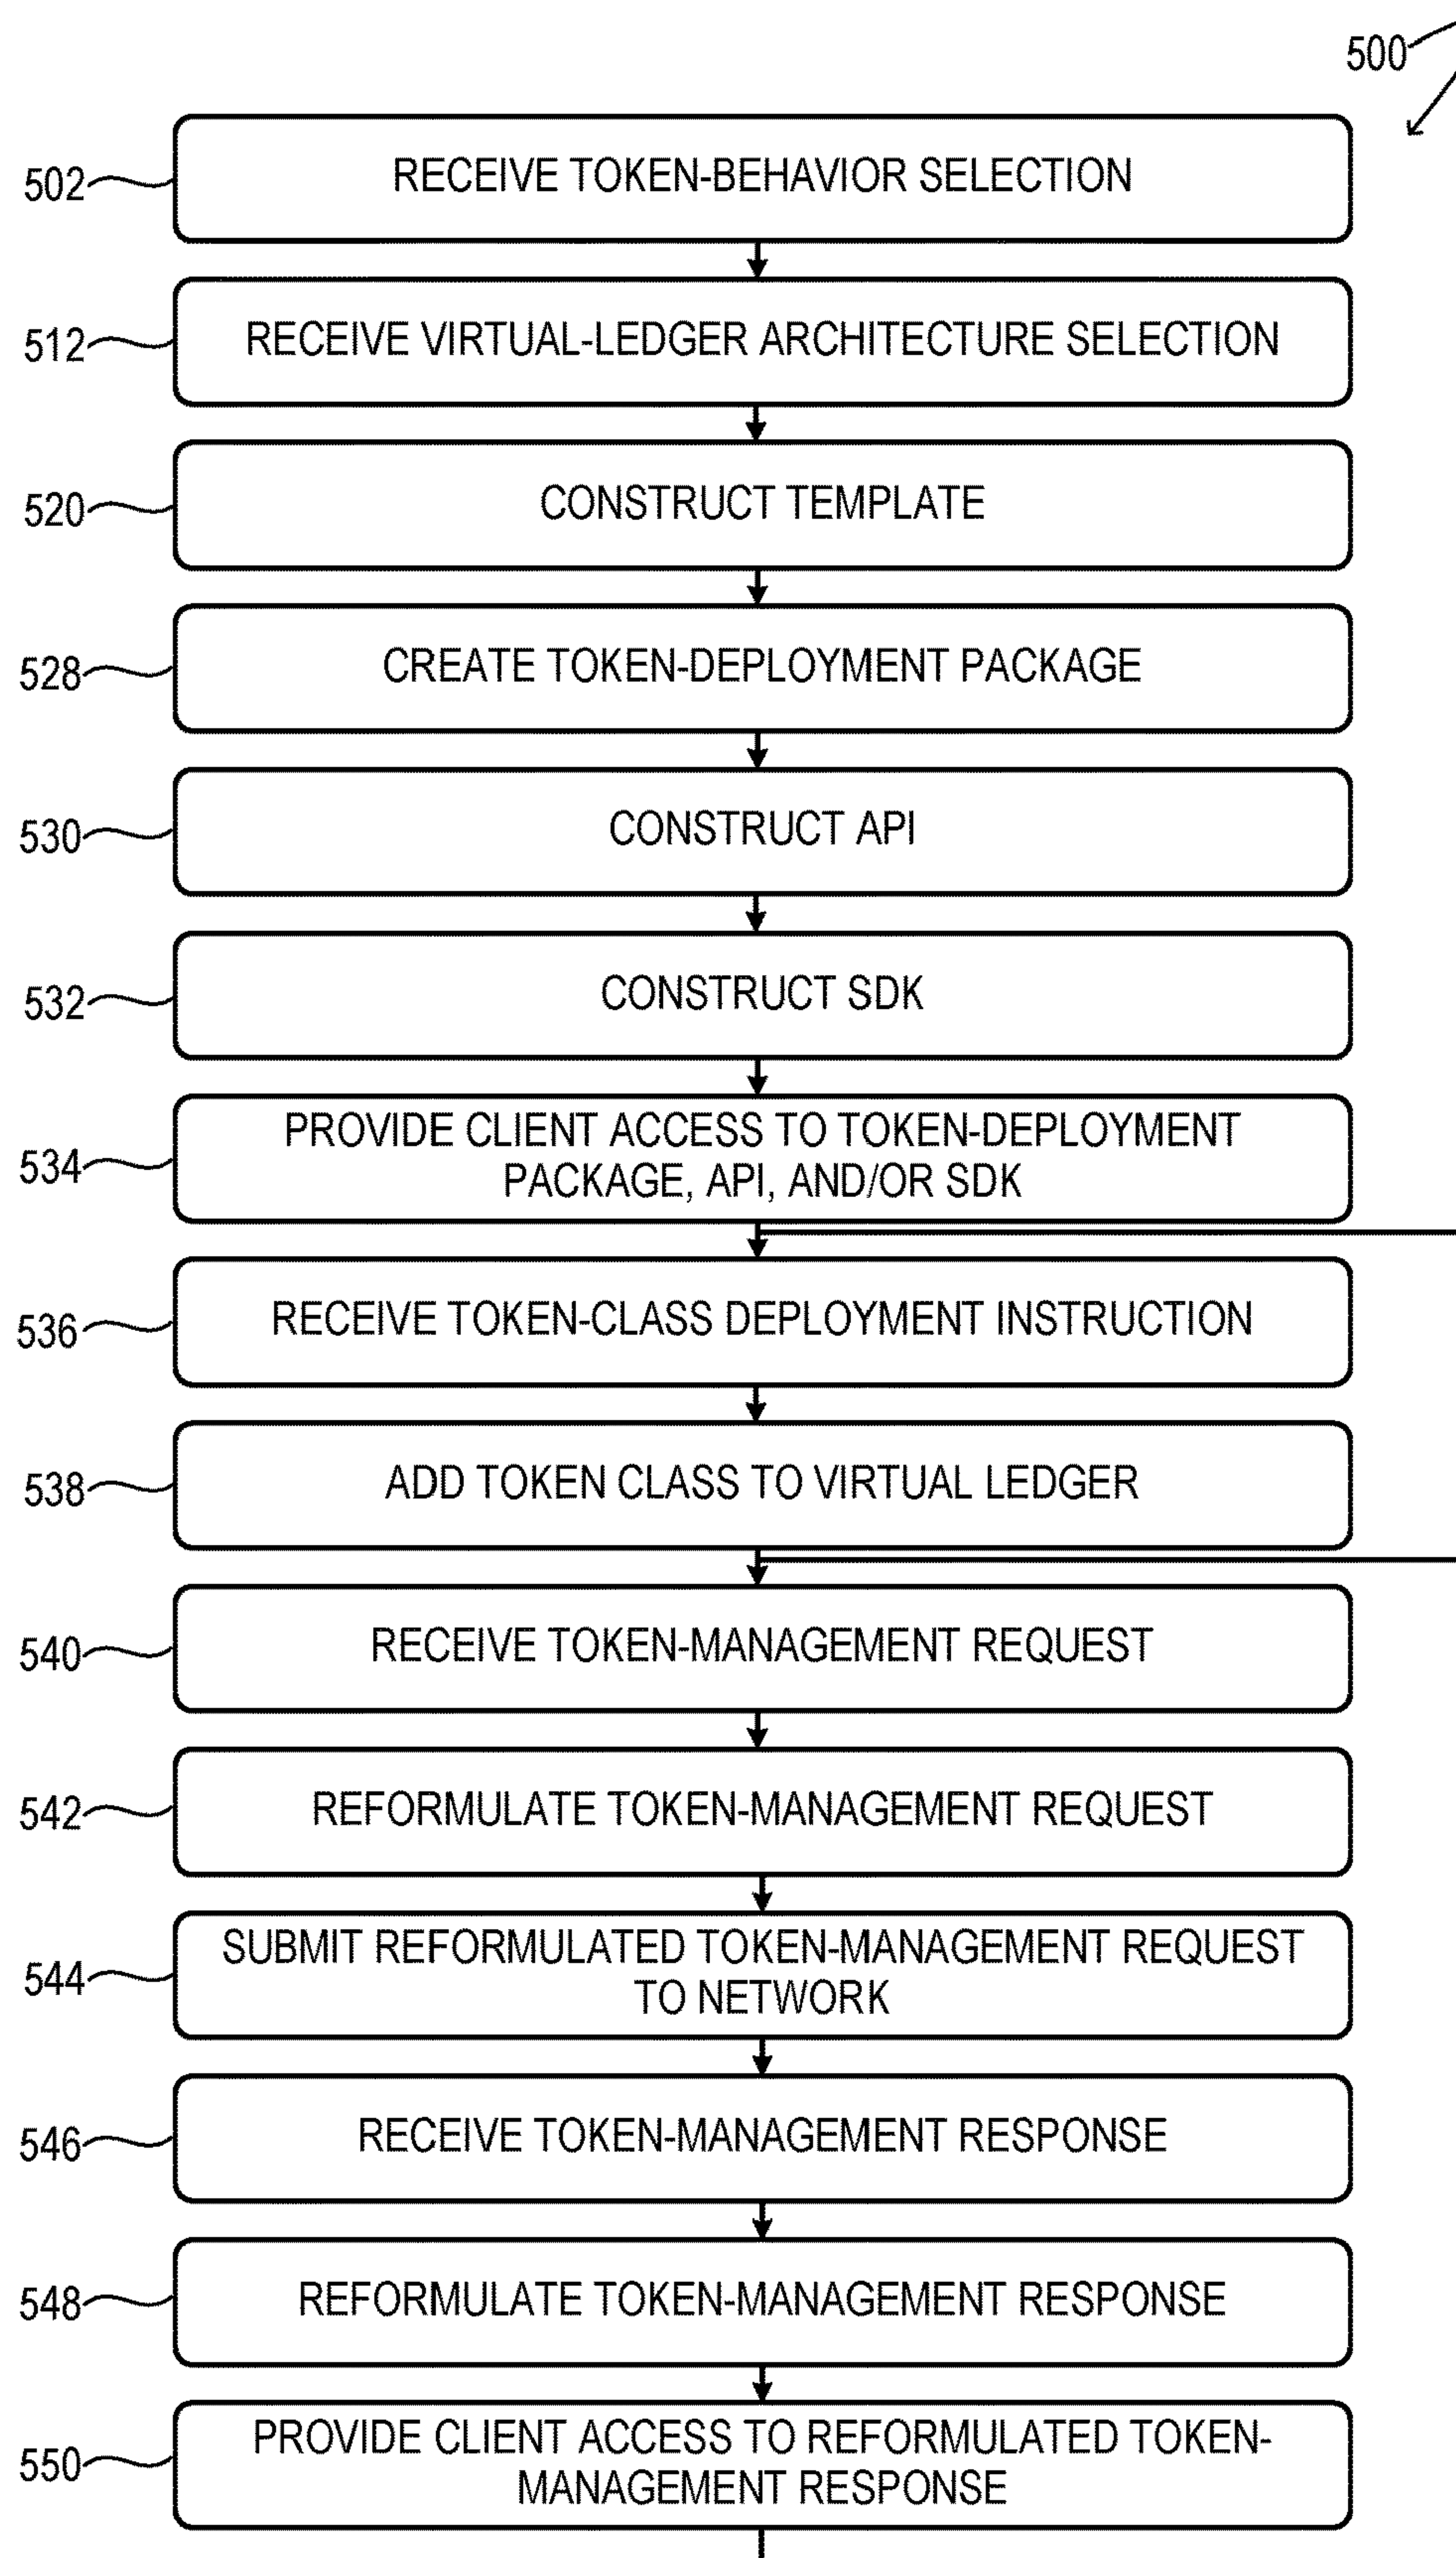 500
502
RECEIVE TOKEN-BEHAVIOR SELECTION
512
RECEIVE VIRTUAL-LEDGER ARCHITECTURE SELECTION
520
CONSTRUCT TEMPLATE
528
CREATE TOKEN-DEPLOYMENT PACKAGE
530
CONSTRUCT API
532
CONSTRUCT SDK
534
PROVIDE CLIENT ACCESS TO TOKEN-DEPLOYMENT
PACKAGE, API, AND/OR SDK
536
RECEIVE TOKEN-CLASS DEPLOYMENT INSTRUCTION
538
ADD TOKEN CLASS TO VIRTUAL LEDGER
540
RECEIVE TOKEN-MANAGEMENT REQUEST
542
REFORMULATE TOKEN-MANAGEMENT REQUEST
544
SUBMIT REFORMULATED TOKEN-MANAGEMENT REQUEST
TO NETWORK
546
RECEIVE TOKEN-MANAGEMENT RESPONSE
548
REFORMULATE TOKEN-MANAGEMENT RESPONSE
550
PROVIDE CLIENT ACCESS TO REFORMULATED TOKEN-
MANAGEMENT RESPONSE